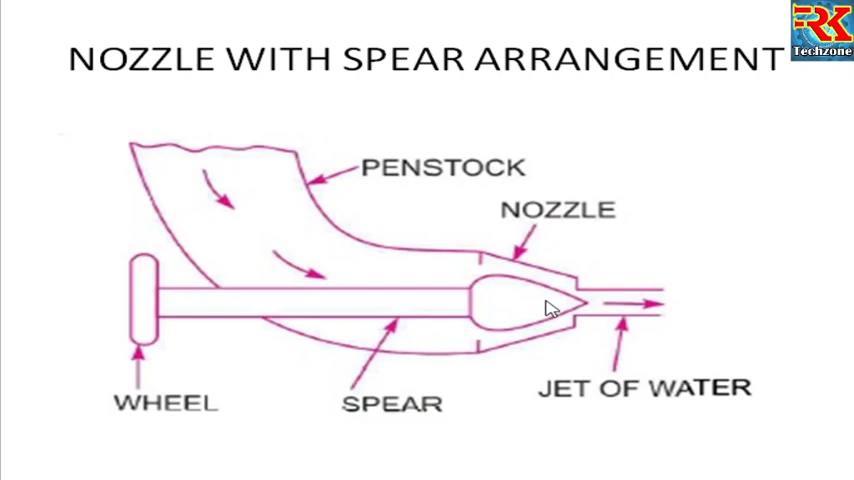 RK
Techzone
NOZZLE WITH SPEAR ARRANGEMENT
PENSTOCK
NOZZLE
WHEEL
SPEAR
JET OF WATER